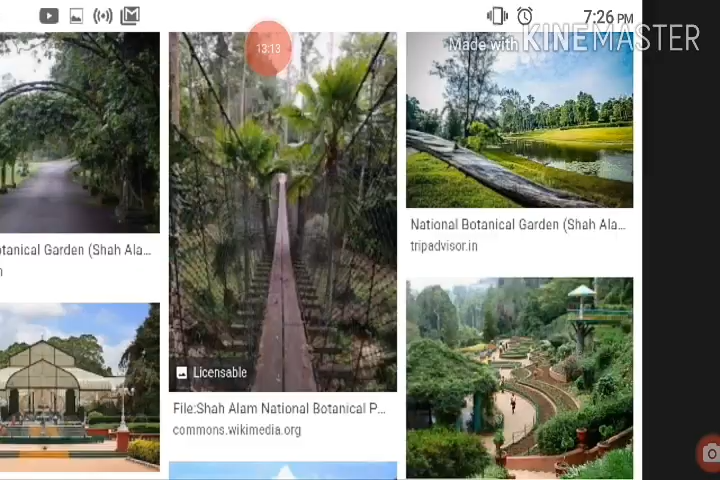 7:26 PM
Made with KINEMASTER
13:13
otanical Garden (Shah Ala...
n
Licensable
File:Shah Alam National Botanical P...
commons.wikimedia.org
National Botanical Garden (Shah Ala...
tripadvisor.in